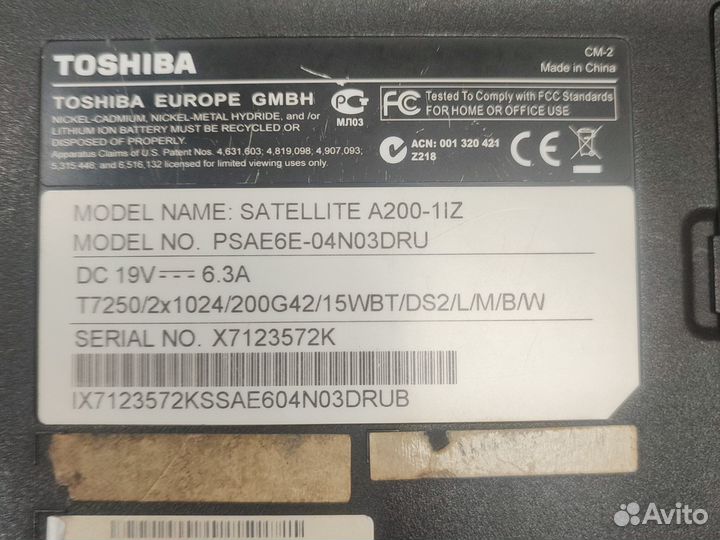 CM-2
TOSHIBA
Made in China
TOSHIBA EUROPE GMBH
NICKEL-CADMIUM, NICKEL-METAL HYDRIDE, and/or
LITHIUM ION BATTERY MUST BE RECYCLED OR
DISPOSED OF PROPERLY.
Apparatus Claims of U.S. Patent Nos. 4,631,603; 4,819,098; 4,907,093;
5,315,448; and 6,516,132 licensed for limited viewing uses only.
МЛ03
FC Tested To Comply with FCC Standards
FOR HOME OR OFFICE USE
ACN: 001 320 421
Z218
CE
MODEL NAME: SATELLITE A200-1IZ
MODEL NO. PSAE6E-04N03DRU
DC 19V 6.3A
T7250/2x1024/200G42/15WBT/DS2/L/M/B/W
SERIAL NO. X7123572K
IX7123572KSSAE604N03DRUB
Avito